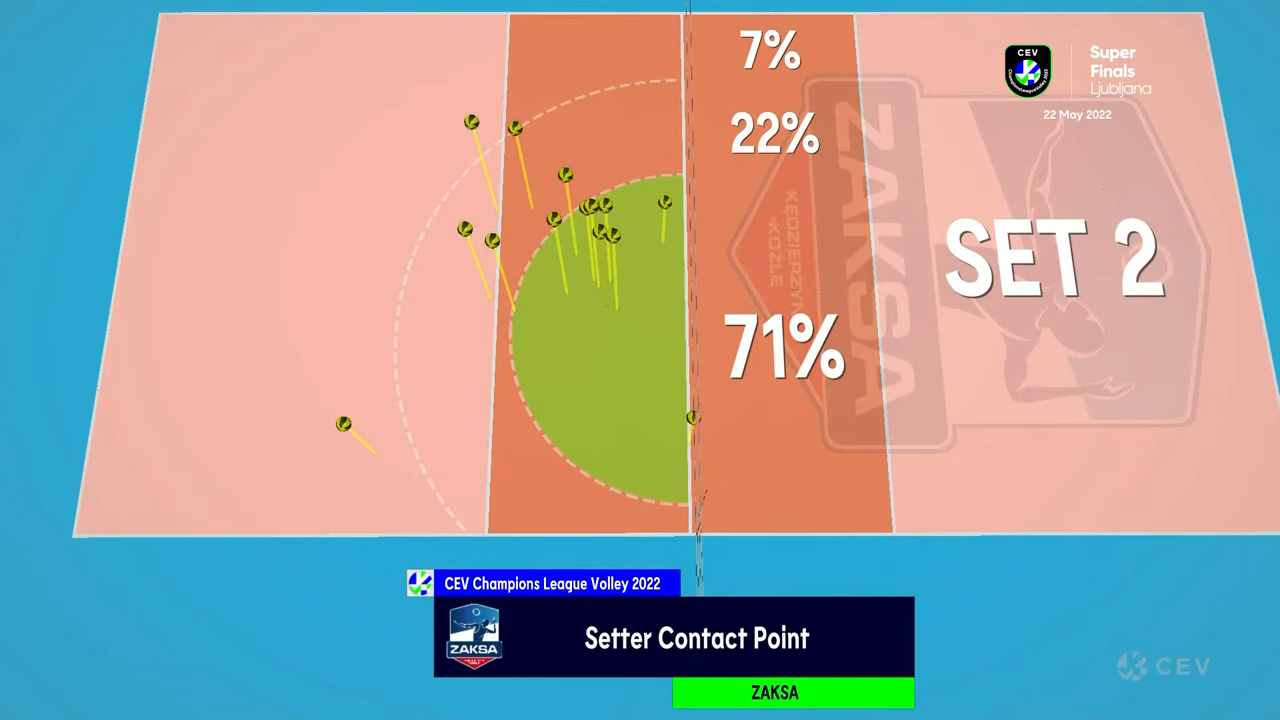 7%
22%
71%
CEV
Super
Finals
Ljubljana
22 May 2022
SET 2
ZAKSA
KĘDZIERZYN
-KOŹLE
CEV Champions League Volley 2022
ZAKSA
Setter Contact Point
ZAKSA
CEV